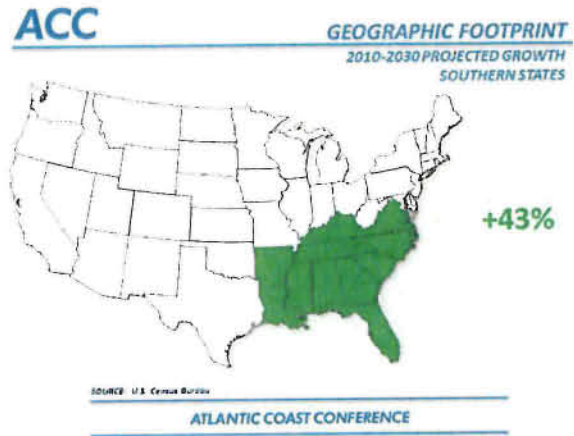 ACC
GEOGRAPHIC FOOTPRINT
2010-2030 PROJECTED GROWTH
SOUTHERN STATES
+43%
SOURCE: U.S. Census Bureau
ATLANTIC COAST CONFERENCE